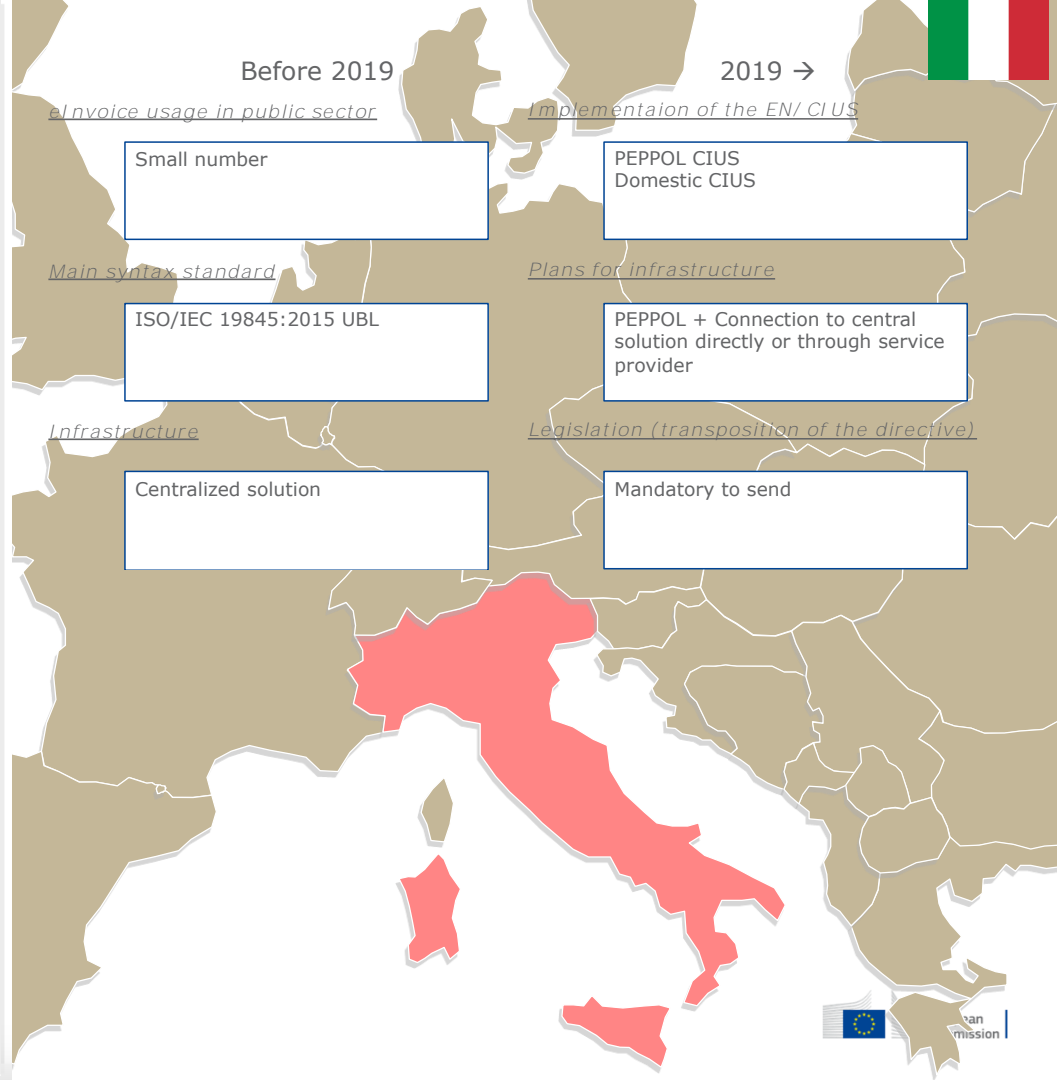 Before 2019
2019 →
eInvoice usage in public sector
Implementaion of the EN/CIUS
Small number
PEPPOL CIUS
Domestic CIUS
Main syntax standard
Plans for infrastructure
ISO/IEC 19845:2015 UBL
PEPPOL + Connection to central
solution directly or through service
provider
Infrastructure
Legislation (transposition of the directive)
Centralized solution
Mandatory to send